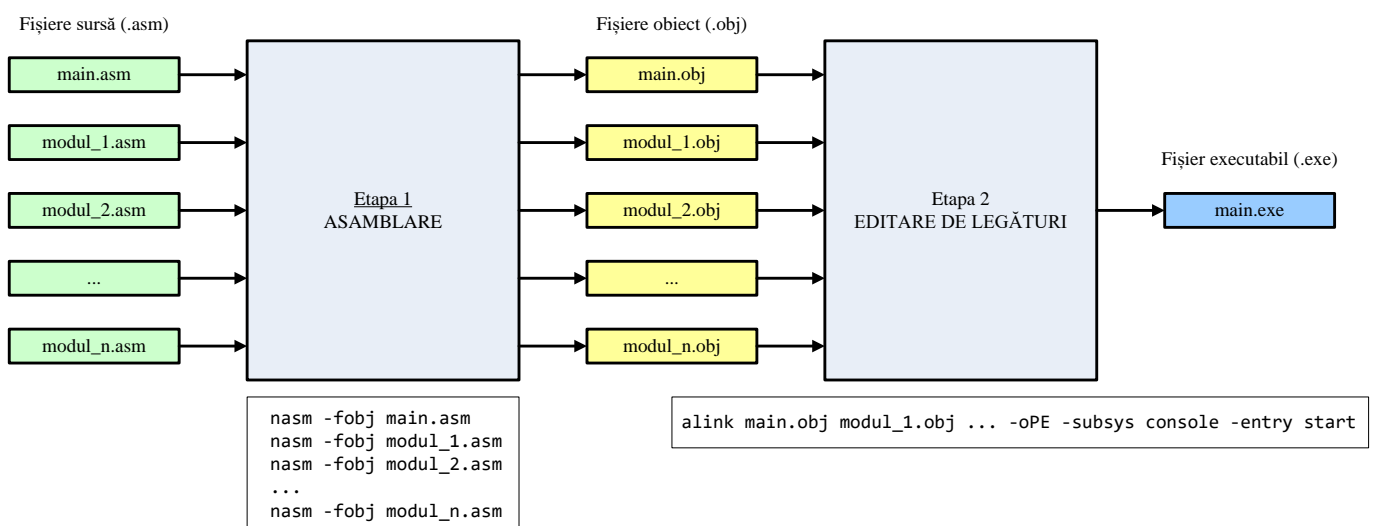 Fișiere sursă (.asm)
Fișiere obiect (.obj)
main.asm
main.obj
modul_1.asm
modul_1.obj
Fișier executabil (.exe)
modul_2.asm
Etapa 1
ASAMBLARE
modul_2.obj
Etapa 2
EDITARE DE LEGĂTURI
main.exe
...
...
modul_n.asm
modul_n.obj
nasm -fobj main.asm
nasm -fobj modul_1.asm
nasm -fobj modul_2.asm
...
nasm -fobj modul_n.asm
alink main.obj modul_1.obj ... -oPE -subsys console -entry start